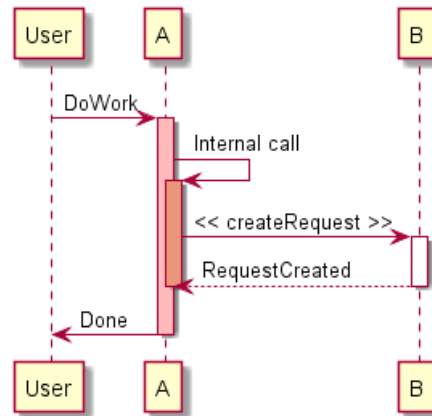 User A B
DoWork
Internal call
<< createRequest >>
RequestCreated
Done
User A B